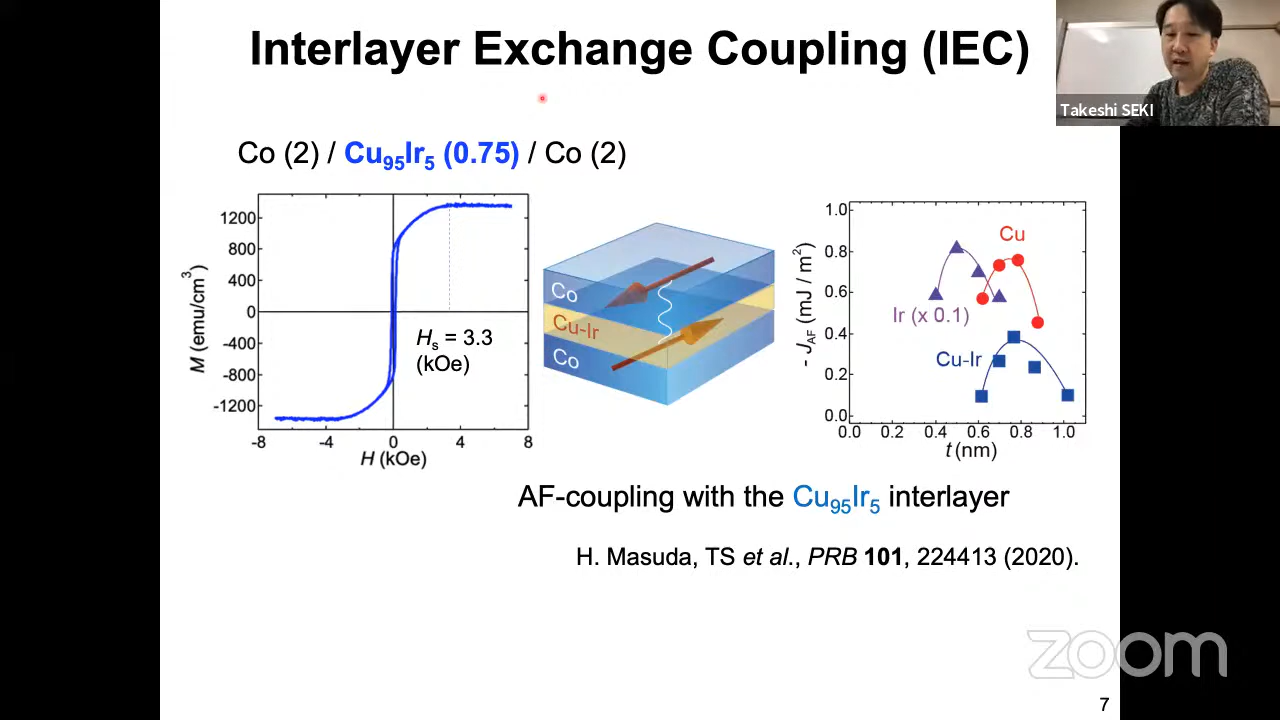 Interlayer Exchange Coupling (IEC)
Takeshi SEKI
Co (2) / Cu₉₅Ir₅ (0.75) / Co (2)
1200
800
400
0
-400
-800
-1200
M (emu/cm³)
-8
-4
0
4
8
H (kOe)
Hₛ = 3.3
(kOe)
Co
Cu-Ir
Co
1.0
0.8
0.6
0.4
0.2
0.0
- J_AF (mJ / m²)
Cu
Ir (x 0.1)
Cu-Ir
0.0
0.2
0.4
0.6
0.8
1.0
t (nm)
AF-coupling with the Cu₉₅Ir₅ interlayer
H. Masuda, TS et al., PRB 101, 224413 (2020).
zoom
7